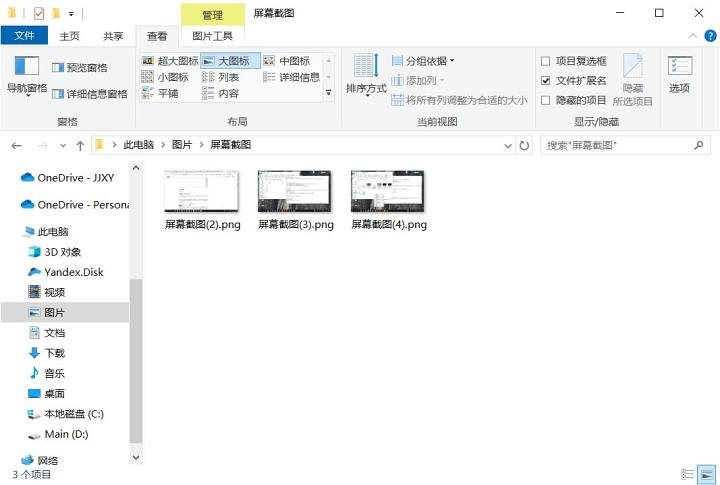 管理
屏幕截图
文件
主页
共享
查看
图片工具
导航窗格
预览窗格
详细信息窗格
窗格
超大图标
大图标
中图标
小图标
列表
详细信息
平铺
内容
布局
排序方式
分组依据
添加列
将所有列调整为合适的大小
当前视图
项目复选框
文件扩展名
隐藏的项目
隐藏
所选项目
显示/隐藏
选项
此电脑 > 图片 > 屏幕截图
搜索"屏幕截图"
OneDrive - JJXY
OneDrive - Persona
此电脑
3D 对象
Yandex.Disk
视频
图片
文档
下载
音乐
桌面
本地磁盘 (C:)
Main (D:)
网络
屏幕截图(2).png
屏幕截图(3).png
屏幕截图(4).png
3 个项目